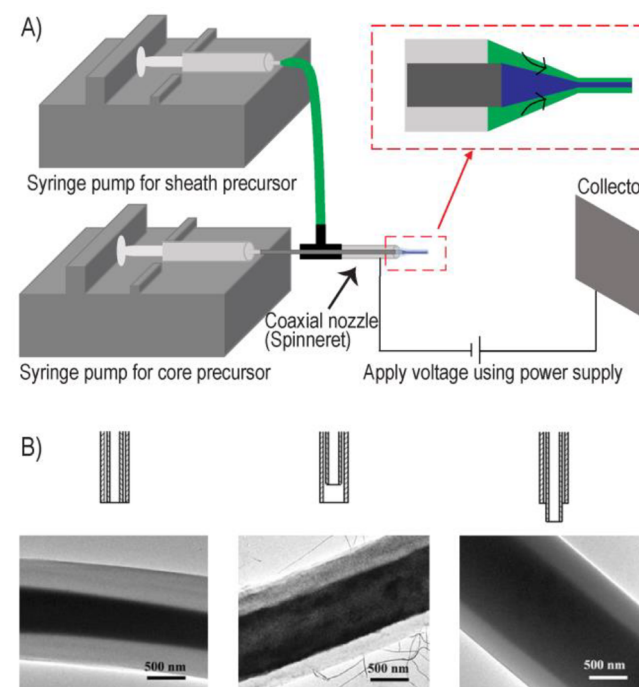 A)
Syringe pump for sheath precursor
Collecto
Coaxial nozzle
(Spinneret)
Syringe pump for core precursor
Apply voltage using power supply
B)
500 nm
500 nm
500 nm